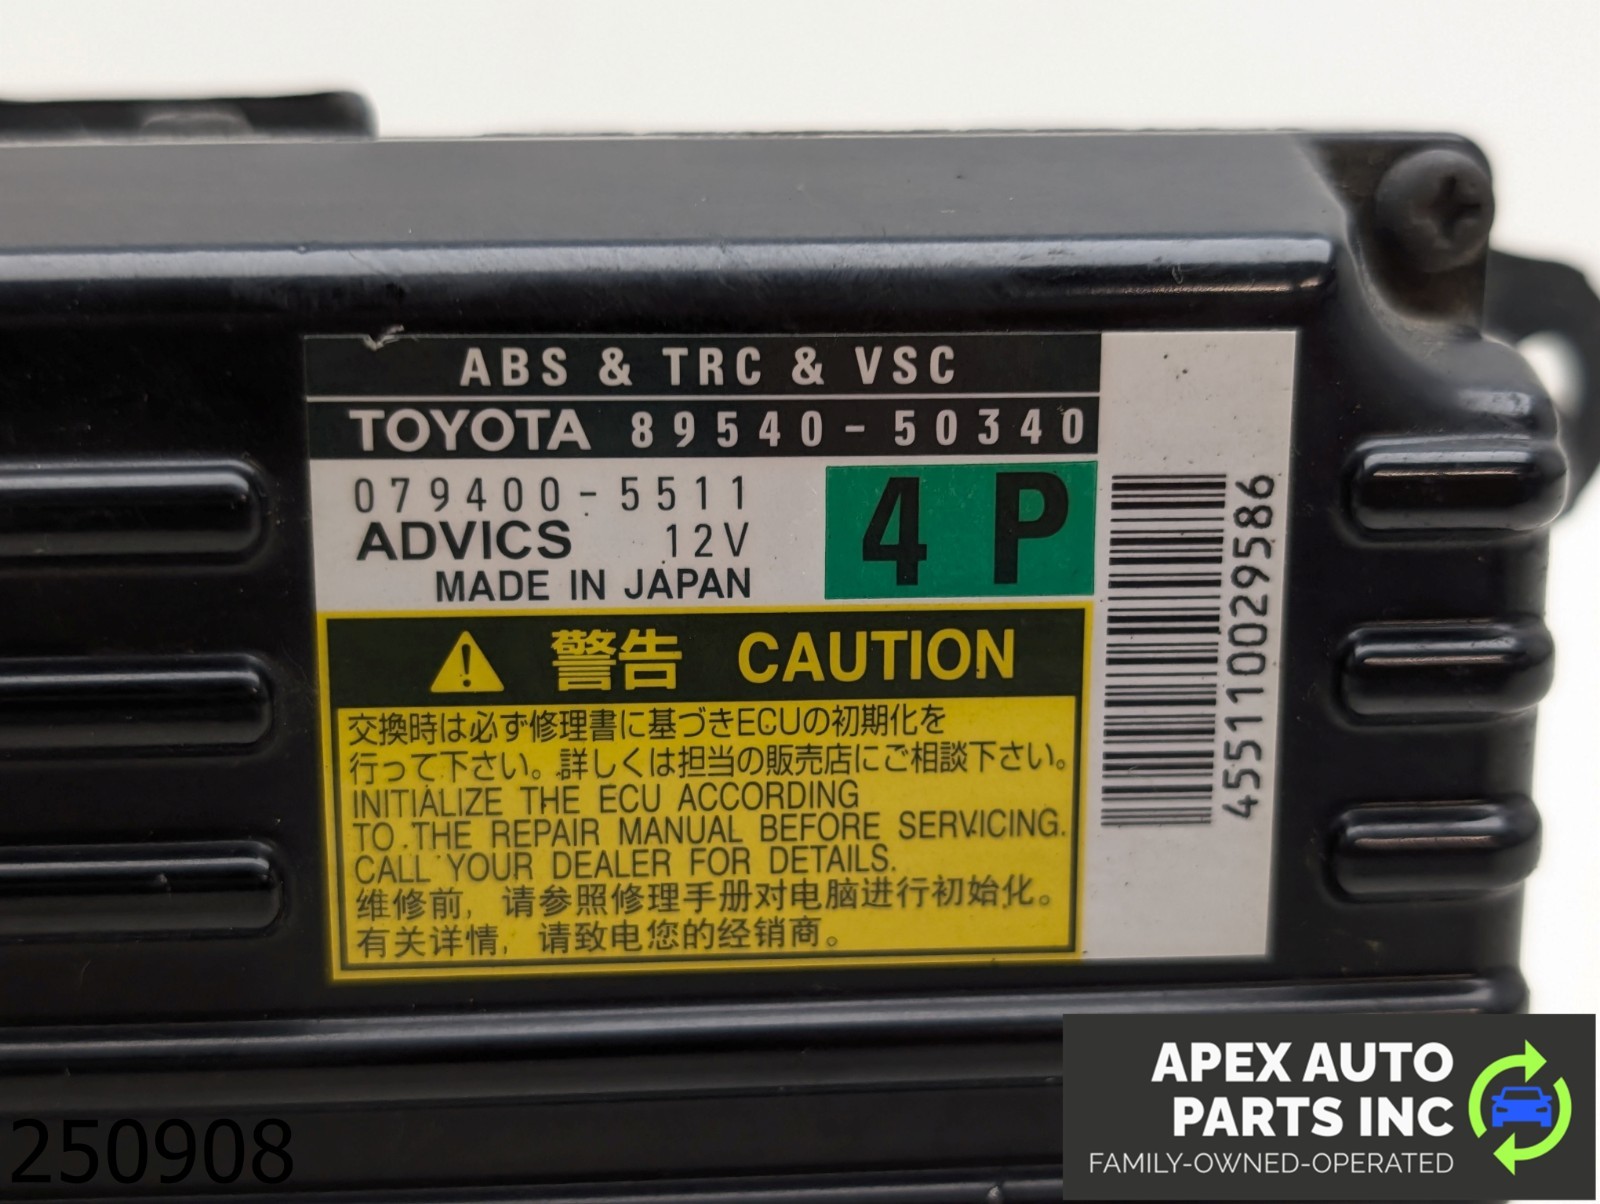 ABS & TRC & VSC
TOYOTA 89540-50340
079400-5511
ADVICS 12V
MADE IN JAPAN
4 P
455110029586
警告 CAUTION
交換時は必ず修理書に基づきECUの初期化を
行って下さい。詳しくは担当の販売店にご相談下さい。
INITIALIZE THE ECU ACCORDING
TO THE REPAIR MANUAL BEFORE SERVICING.
CALL YOUR DEALER FOR DETAILS.
维修前，请参照修理手册对电脑进行初始化。
有关详情，请致电您的经销商。
APEX AUTO
PARTS INC
FAMILY-OWNED-OPERATED
250908